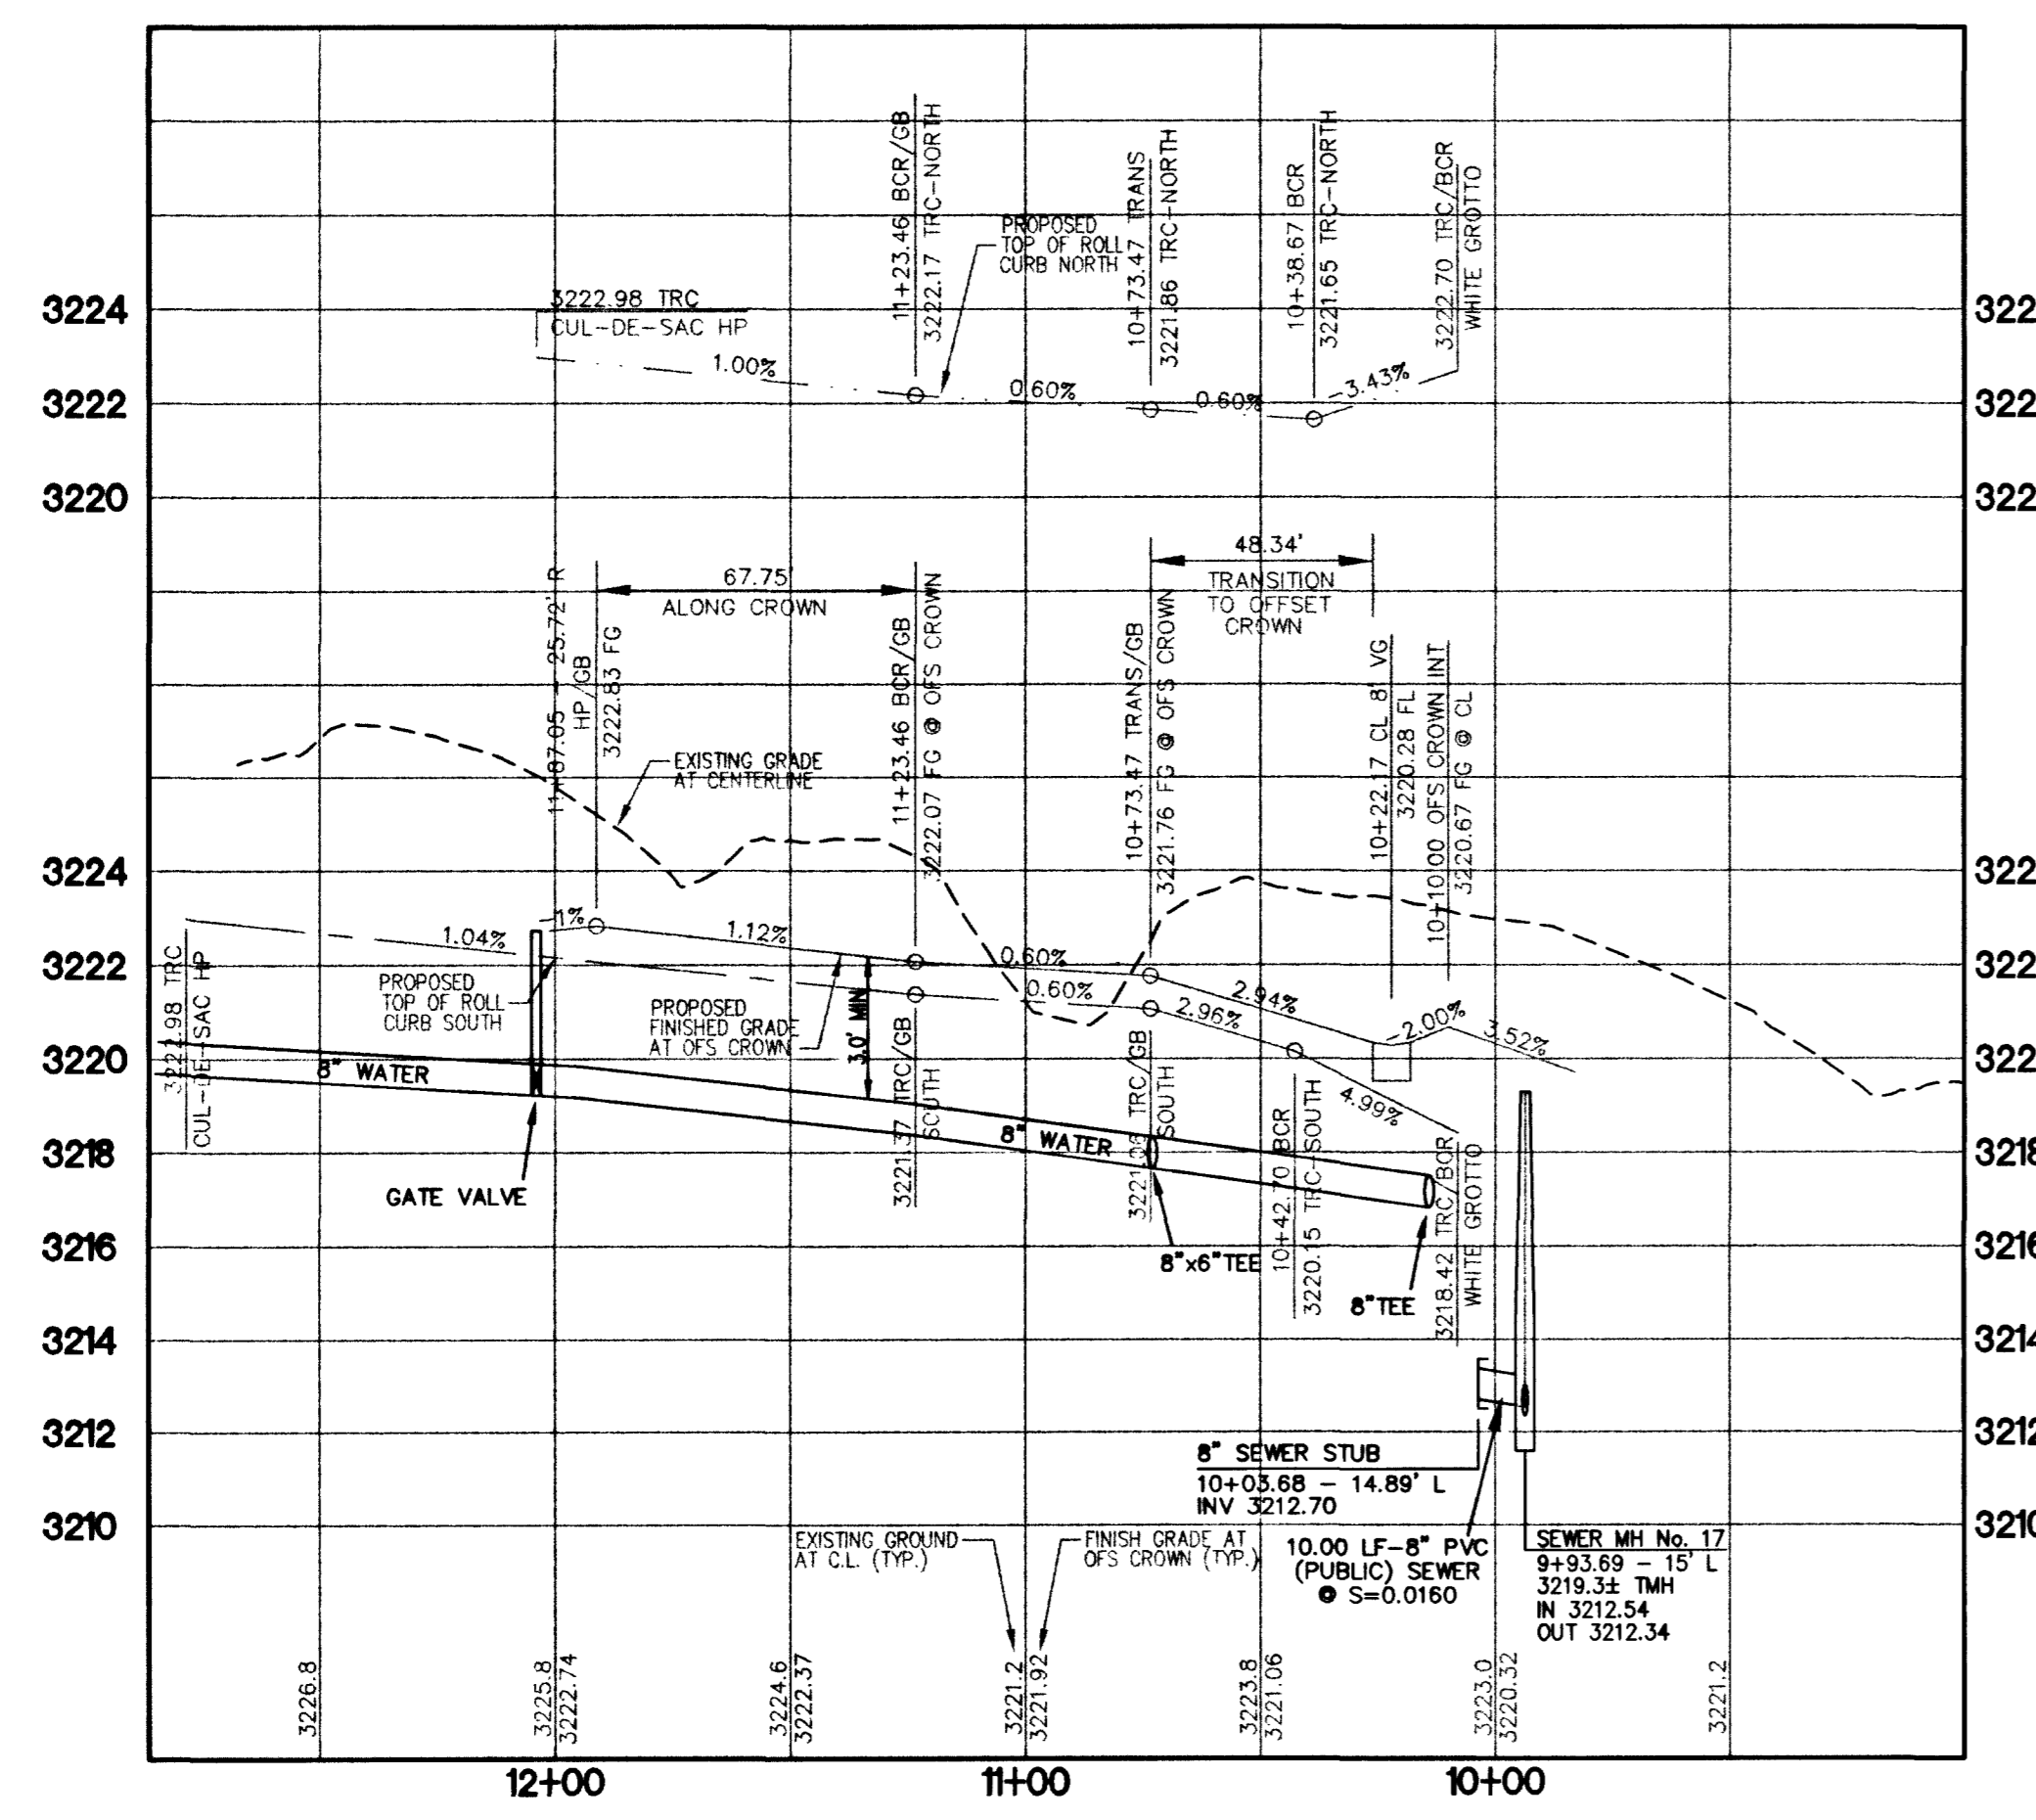 11+23.46 BCR/GB
3222.17 TRC-NORTH
10+73.47 TRANS
3221.86 TRC-NORTH
10+38.67 BCR
3221.65 TRC-NORTH
3222.70 TRC/BCR
WHITE GROTTO
PROPOSED
TOP OF ROLL
CURB NORTH
3224
3222.98 TRC
CUL-DE-SAC HP
322
1.00%
0.60%
0.60%
-3.43%
3222
322
3220
322
67.75'
ALONG CROWN
48.34'
TRANSITION
TO OFFSET
CROWN
11+87.05 - 25.72' R
HP/GB
3222.83 FG
11+23.46 BCR/GB
3222.07 FG @ OFS CROWN
10+73.47 TRANS/GB
3221.76 FG @ OFS CROWN
10+22.17 CL 8' VG
3220.28 FL
10+10.00 OFS CROWN INT
3220.67 FG @ CL
EXISTING GRADE
AT CENTERLINE
3224
322
-1%
1.04%
1.12%
0.60%
0.60%
2.94%
2.96%
-2.00%
3.52%
4.99%
3222
322
PROPOSED
TOP OF ROLL
CURB SOUTH
PROPOSED
FINISHED GRADE
AT OFS CROWN
3.0' MIN
3222.98 TRC
CUL-DE-SAC HP
3220
322
8" WATER
8" WATER
3221.37 TRC/GB
SOUTH
3221.06 TRC/GB
SOUTH
10+42.70 BCR
3220.15 TRC-SOUTH
3218.42 TRC/BCR
WHITE GROTTO
3218
3218
GATE VALVE
8"x6"TEE
8"TEE
3216
3216
3214
3214
3212
3212
8" SEWER STUB
10+03.68 - 14.89' L
INV 3212.70
3210
3210
EXISTING GROUND
AT C.L. (TYP.)
FINISH GRADE AT
OFS CROWN (TYP.)
10.00 LF-8" PVC
(PUBLIC) SEWER
@ S=0.0160
SEWER MH No. 17
9+93.69 - 15' L
3219.3± TMH
IN 3212.54
OUT 3212.34
3226.8
3225.8
3222.74
3224.6
3222.37
3221.2
3221.92
3223.8
3221.06
3223.0
3220.32
3221.2
12+00
11+00
10+00